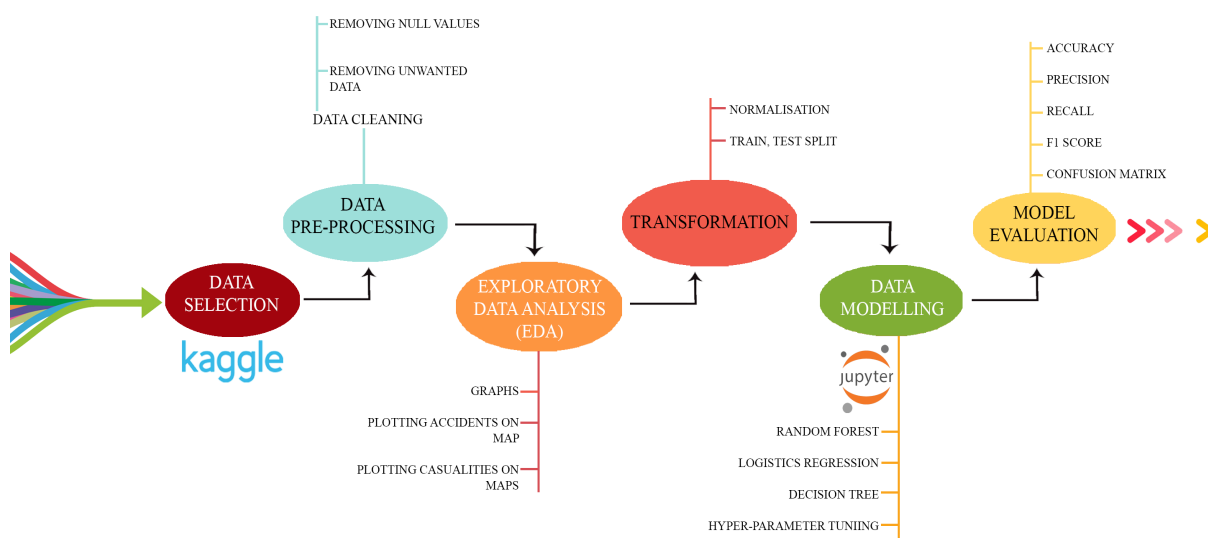 REMOVING NULL VALUES
REMOVING UNWANTED
DATA
DATA CLEANING
DATA
PRE-PROCESSING
DATA
SELECTION
kaggle
EXPLORATORY
DATA ANALYSIS
(EDA)
GRAPHS
PLOTTING ACCIDENTS ON
MAP
PLOTTING CASUALITIES ON
MAPS
NORMALISATION
TRAIN, TEST SPLIT
TRANSFORMATION
DATA
MODELLING
jupyter
RANDOM FOREST
LOGISTICS REGRESSION
DECISION TREE
HYPER-PARAMETER TUNIING
ACCURACY
PRECISION
RECALL
F1 SCORE
CONFUSION MATRIX
MODEL
EVALUATION